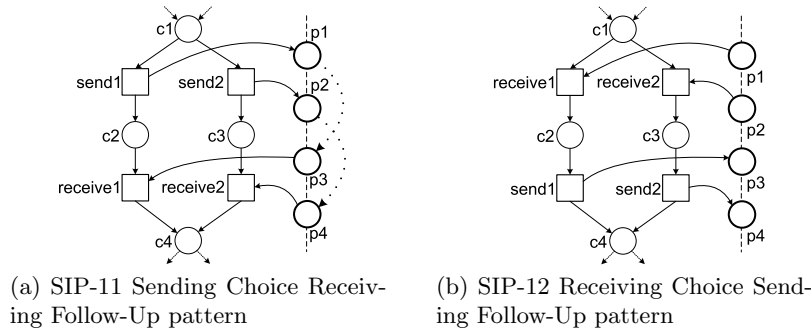 c1
p1
send1
send2
p2
c2
c3
p3
receive1
receive2
p4
c4
(a) SIP-11 Sending Choice Receiv-
ing Follow-Up pattern
c1
receive1
receive2
p1
p2
c2
c3
p3
send1
send2
p4
c4
(b) SIP-12 Receiving Choice Send-
ing Follow-Up pattern